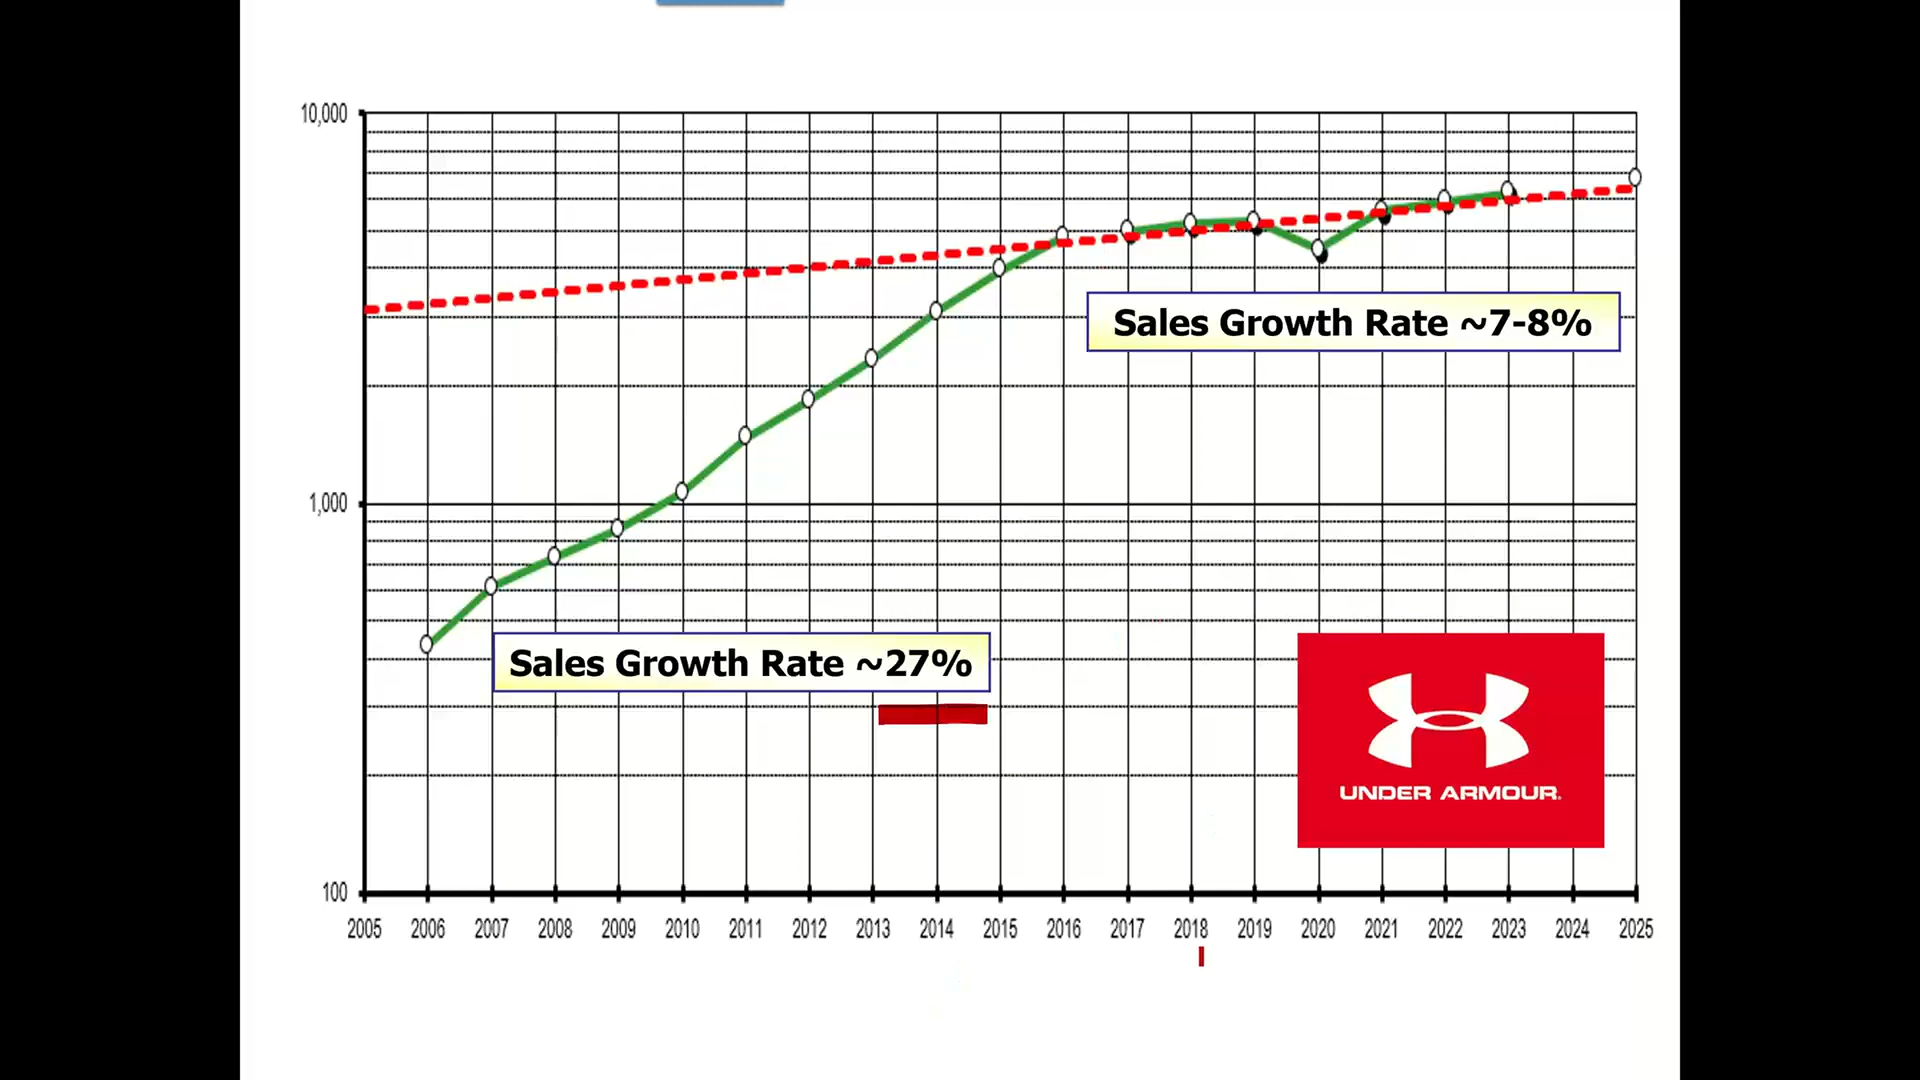 10,000
Sales Growth Rate ~7-8%
1,000
Sales Growth Rate ~27%
UNDER ARMOUR.
100
2005 2006 2007 2008 2009 2010 2011 2012 2013 2014 2015 2016 2017 2018 2019 2020 2021 2022 2023 2024 2025